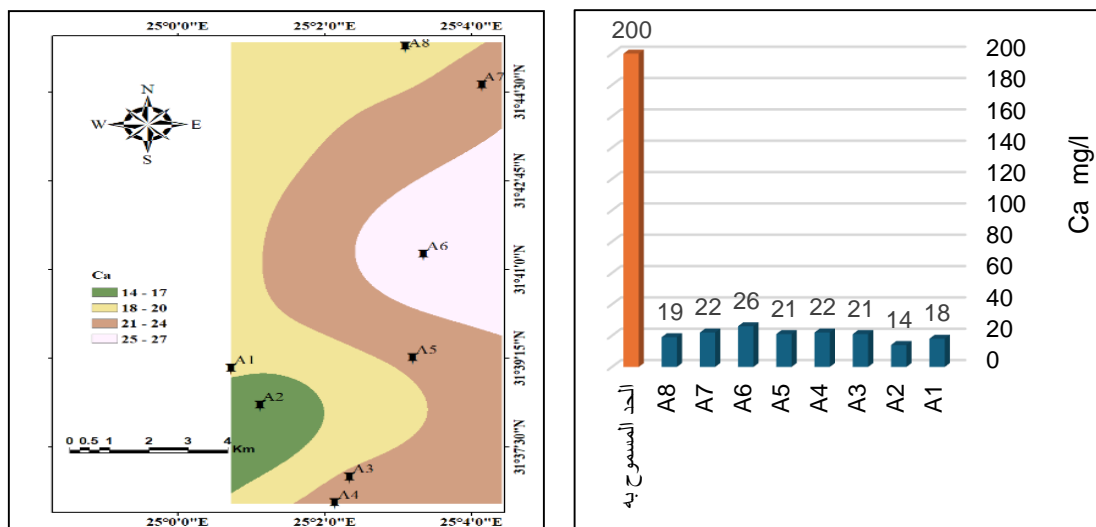 25°0'0"E 25°2'0"E 25°4'0"E
A8
A7
31°44'30"N
N
W E
S
31°42'45"N
A6
31°41'0"N
Ca
14 - 17
18 - 20
21 - 24
25 - 27
A5
31°39'15"N
A1
A2
0 0.5 1 2 3 4
Km
31°37'30"N
A3
A4
25°0'0"E 25°2'0"E 25°4'0"E
200
200
180
160
140
120
100
80
60
40
20
0
Ca mg/l
19 22 26 21 22 21 14 18
الحد المسموح به
A8 A7 A6 A5 A4 A3 A2 A1